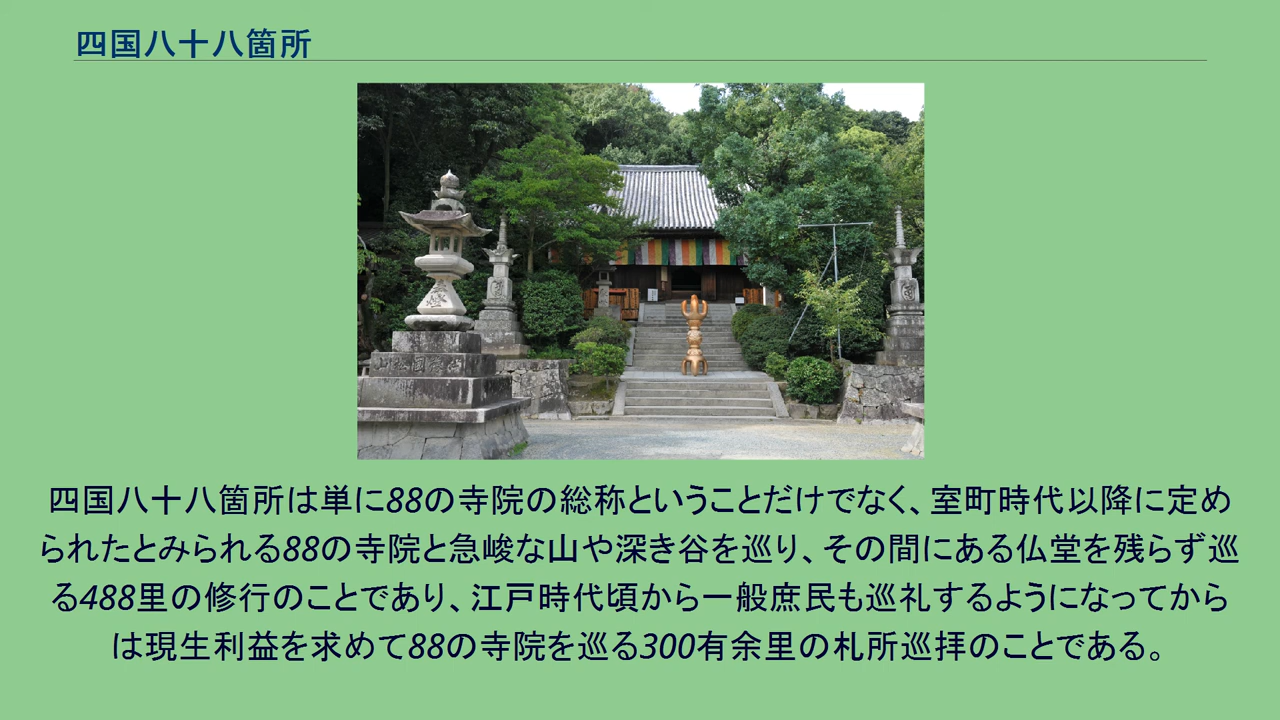 四国八十八箇所
四国八十八箇所は単に88の寺院の総称ということだけでなく、室町時代以降に定め
られたとみられる88の寺院と急峻な山や深き谷を巡り、その間にある仏堂を残らず巡
る488里の修行のことであり、江戸時代頃から一般庶民も巡礼するようになってから
は現生利益を求めて88の寺院を巡る300有余里の札所巡拝のことである。